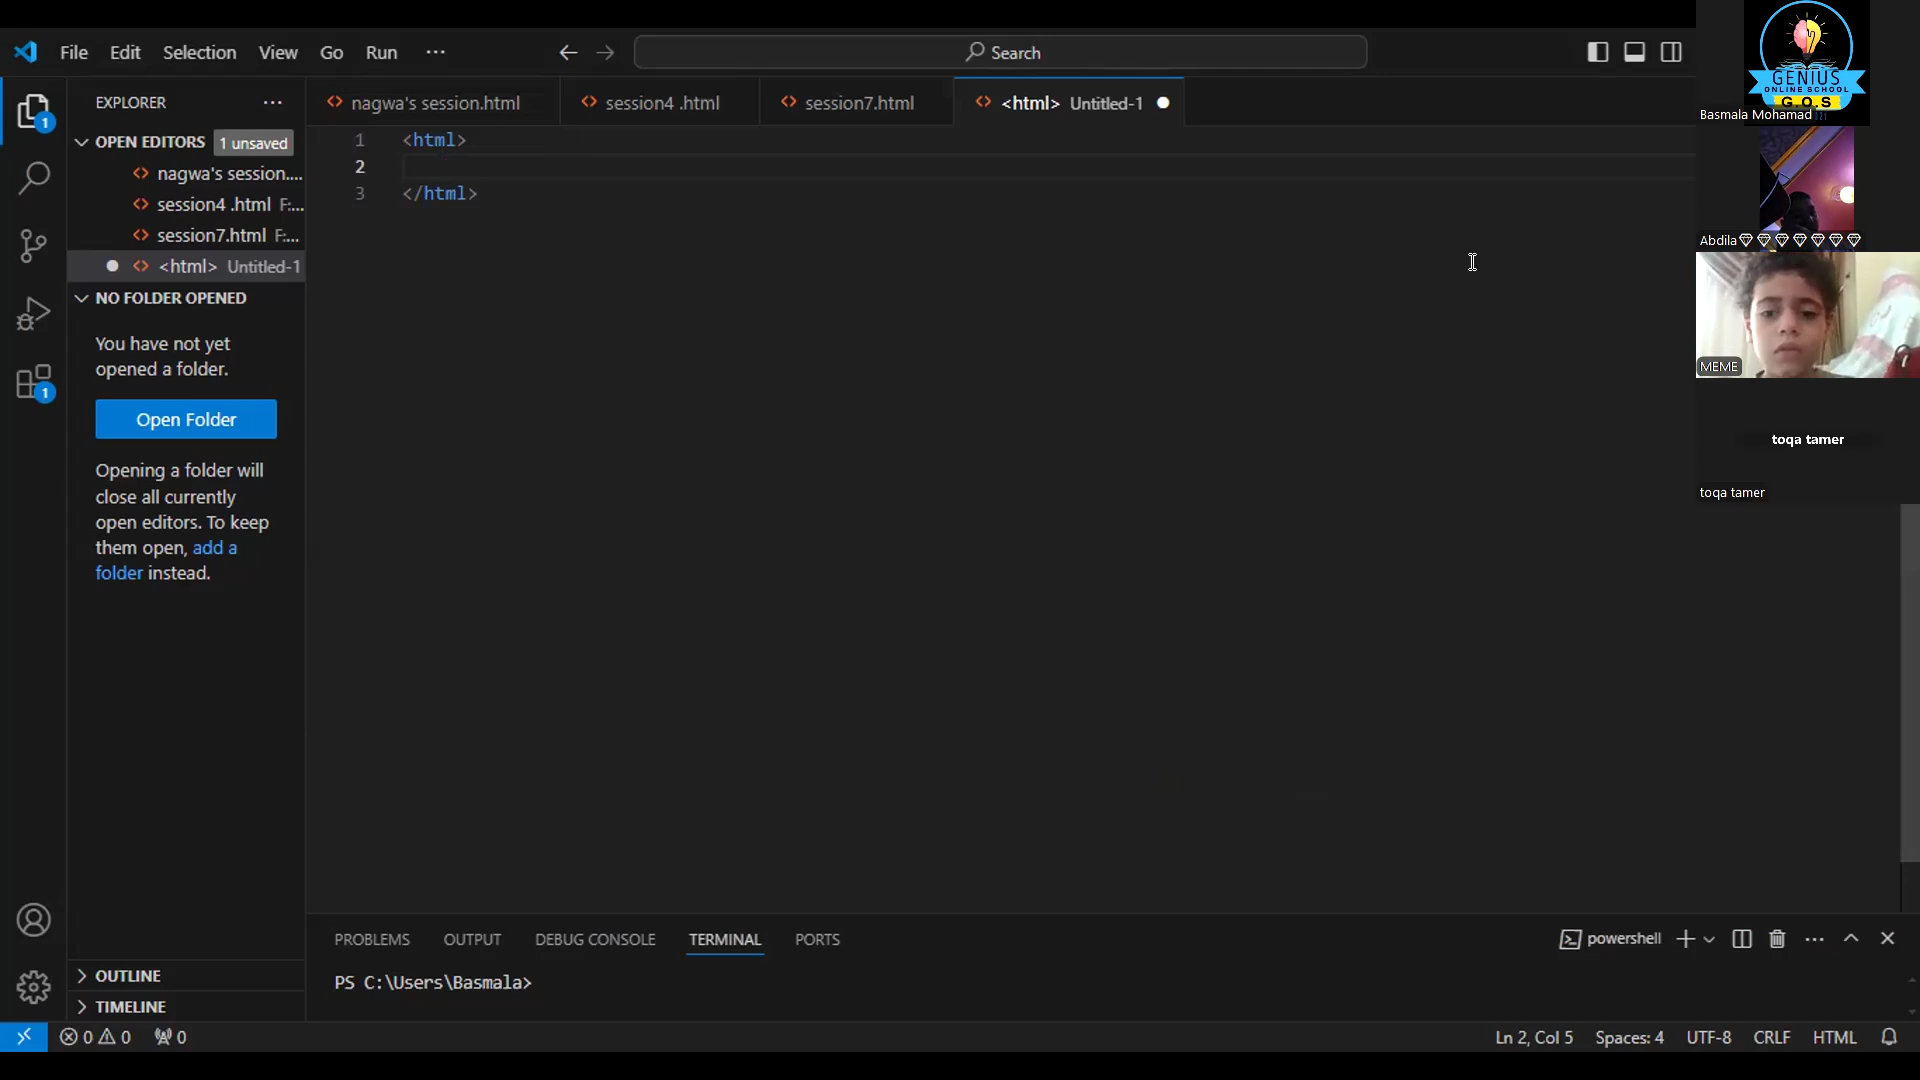 File Edit Selection View Go Run ···
Search
EXPLORER ···
OPEN EDITORS 1 unsaved
nagwa's session....
session4 .html F:...
session7.html F:...
<html> Untitled-1
NO FOLDER OPENED
You have not yet
opened a folder.
Open Folder
Opening a folder will
close all currently
open editors. To keep
them open, add a
folder instead.
OUTLINE
TIMELINE
1
1
nagwa's session.html session4 .html session7.html <html> Untitled-1
1 <html>
2
3 </html>
PROBLEMS OUTPUT DEBUG CONSOLE TERMINAL PORTS
powershell
PS C:\Users\Basmala>
0 0 0
Ln 2, Col 5 Spaces: 4 UTF-8 CRLF HTML
GENIUS
ONLINE SCHOOL
G.O.S
Basmala Mohamad
Abdila
MEME
toqa tamer
toqa tamer